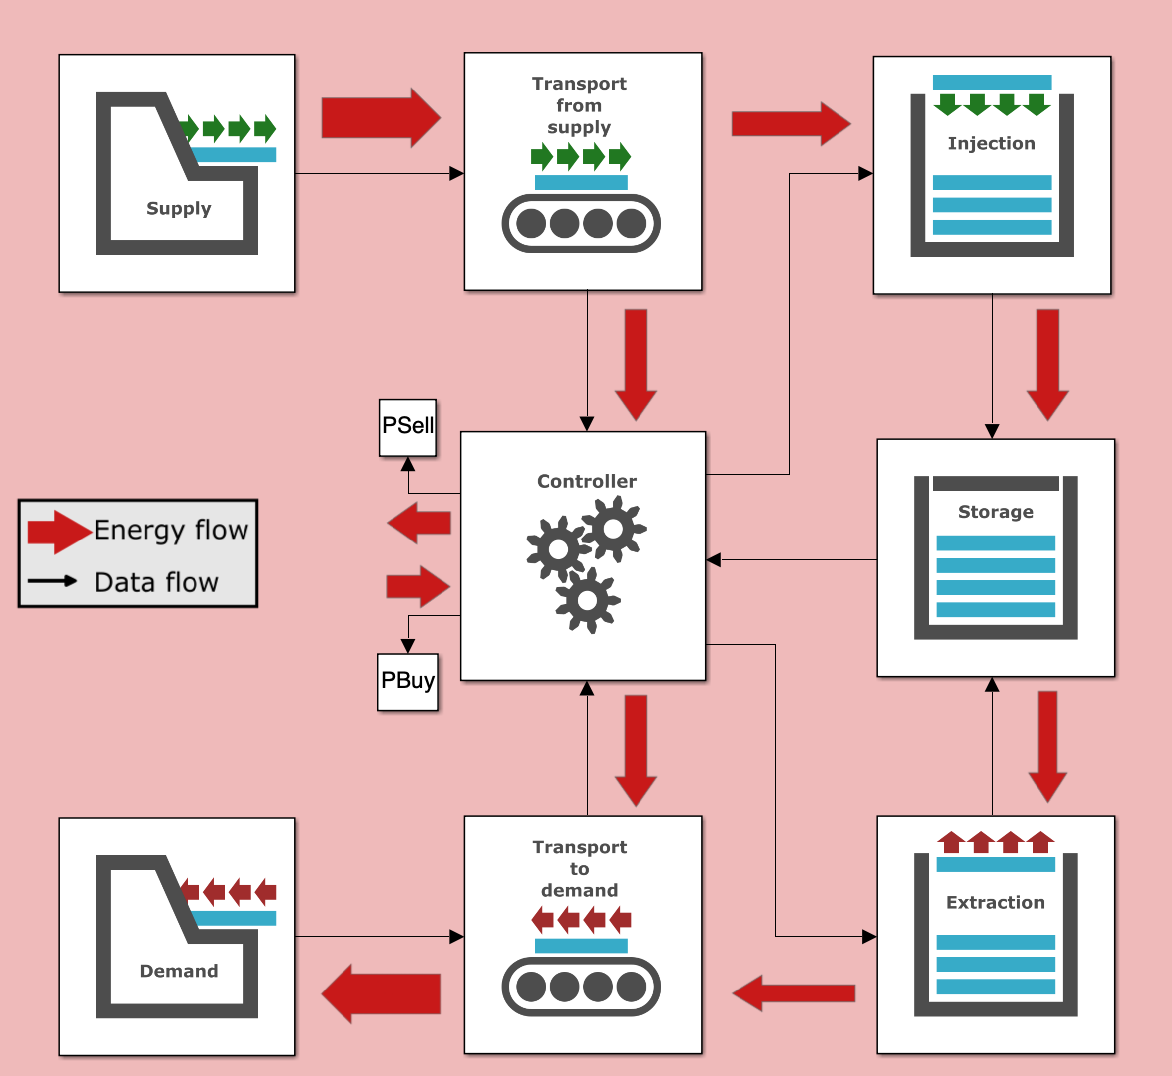 Transport
from
supply
Injection
Supply
PSell
Controller
Storage
Energy flow
Data flow
PBuy
Transport
to
demand
Extraction
Demand